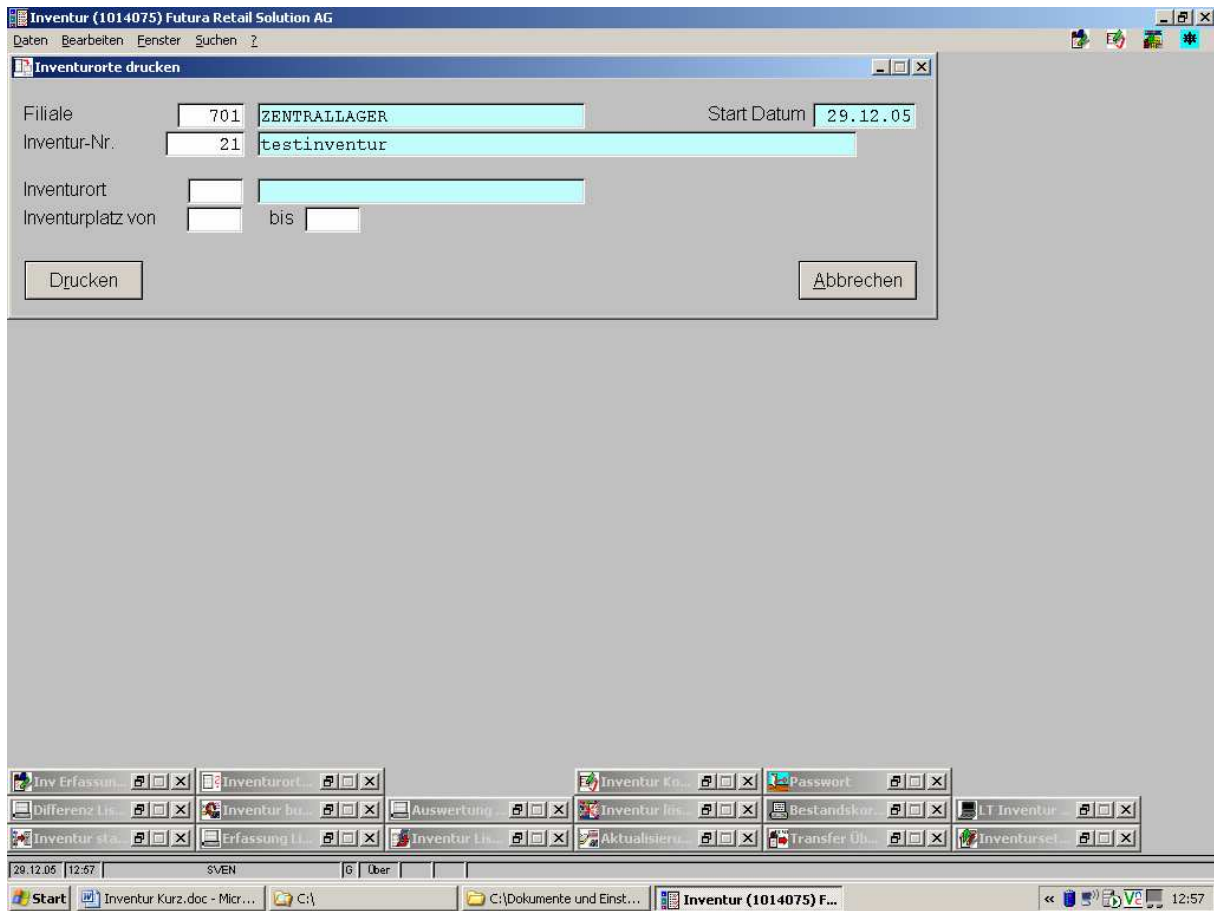 Inventur (1014075) Futura Retail Solution AG
Daten Bearbeiten Fenster Suchen ?
Inventurorte drucken
Filiale 701 ZENTRALLAGER Start Datum 29.12.05
Inventur-Nr. 21 testinventur
Inventurort
Inventurplatz von bis
Drucken Abbrechen
Inv Erfassun... Inventurort... Inventur Ko... Passwort
Differenz Lis... Inventur bu... Auswertung... Inventur lös... Bestandskor... LT Inventur...
Inventur sta... Erfassung LI... Inventur Lis... Aktualisieru... Transfer Üb... Inventurset...
29.12.05 12:57 SVEN G Über
Start Inventur Kurz.doc - Micr... C:\ C:\Dokumente und Einst... Inventur (1014075) F... « V2 12:57